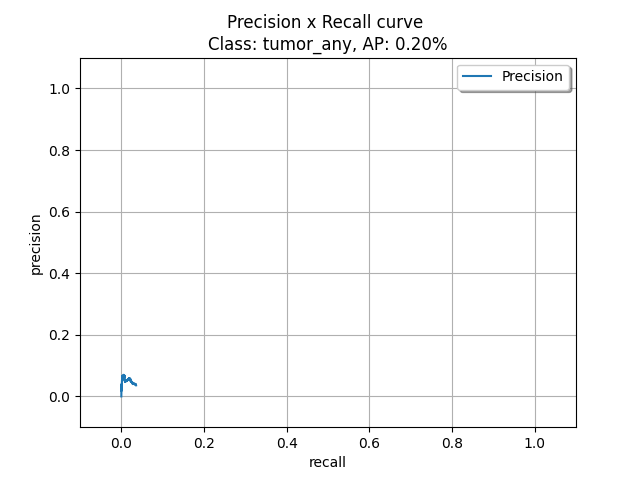 Precision x Recall curve
Class: tumor_any, AP: 0.20%
Precision
1.0
0.8
0.6
0.4
0.2
0.0
precision
0.0 0.2 0.4 0.6 0.8 1.0
recall